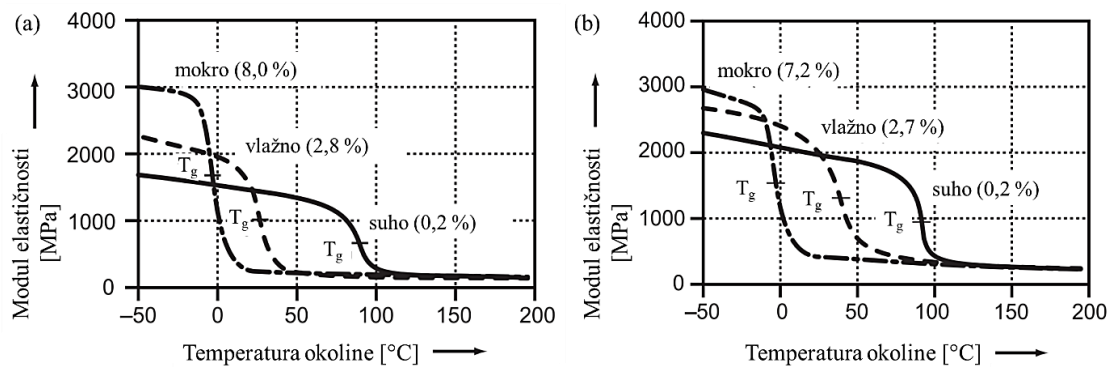 (a)
Modul elastičnosti
[MPa]
4000
3000
2000
1000
0
mokro (8,0 %)
vlažno (2,8 %)
suho (0,2 %)
Tg
Tg
Tg
–50
0
50
100
150
200
Temperatura okoline [°C]
(b)
Modul elastičnosti
[MPa]
4000
3000
2000
1000
0
mokro (7,2 %)
vlažno (2,7 %)
suho (0,2 %)
Tg
Tg
Tg
–50
0
50
100
150
200
Temperatura okoline [°C]